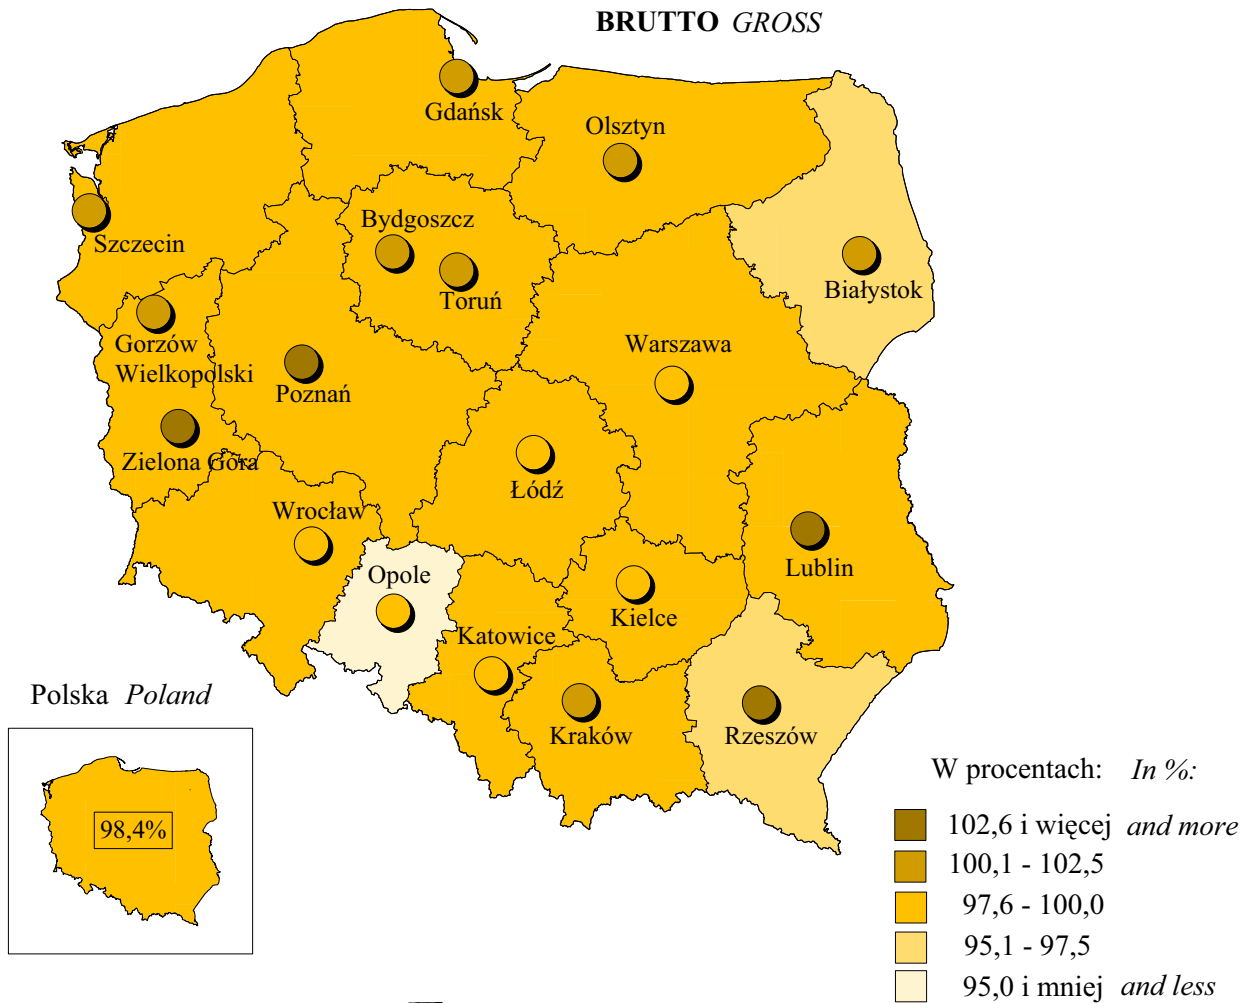 BRUTTO GROSS
Gdańsk
Olsztyn
Szczecin
Bydgoszcz
Toruń
Białystok
Gorzów
Wielkopolski
Warszawa
Poznań
Zielona Góra
Łódź
Wrocław
Lublin
Opole
Kielce
Katowice
Kraków
Rzeszów
Polska Poland
98,4%
W procentach: In %:
102,6 i więcej and more
100,1 - 102,5
97,6 - 100,0
95,1 - 97,5
95,0 i mniej and less